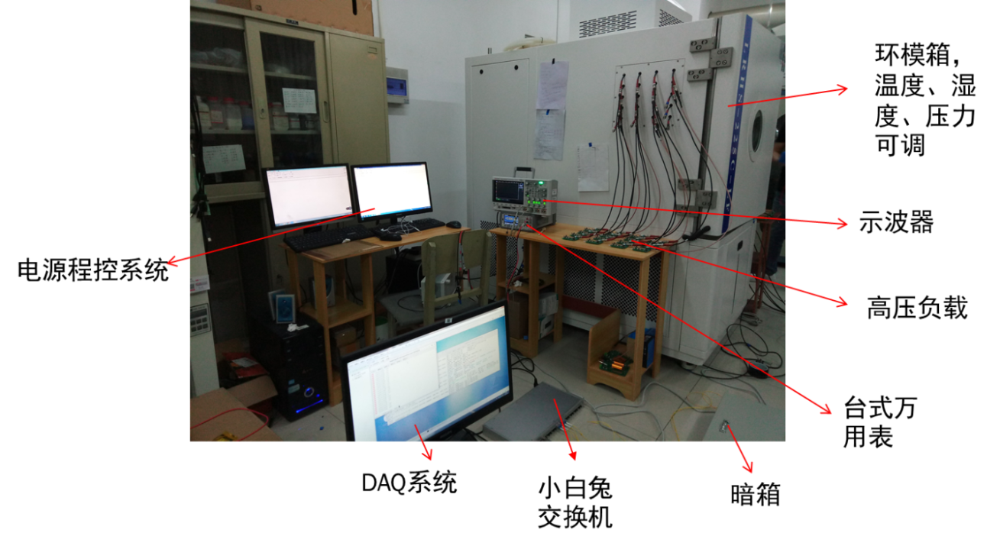 环模箱,
温度、湿
度、压力
可调
示波器
电源程控系统
高压负载
台式万
用表
DAQ系统
小白兔
交换机
暗箱